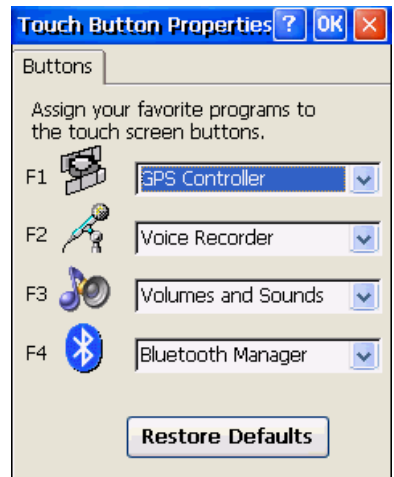 Touch Button Properties ? OK
Buttons
Assign your favorite programs to
the touch screen buttons.
F1 GPS Controller
F2 Voice Recorder
F3 Volumes and Sounds
F4 Bluetooth Manager
Restore Defaults